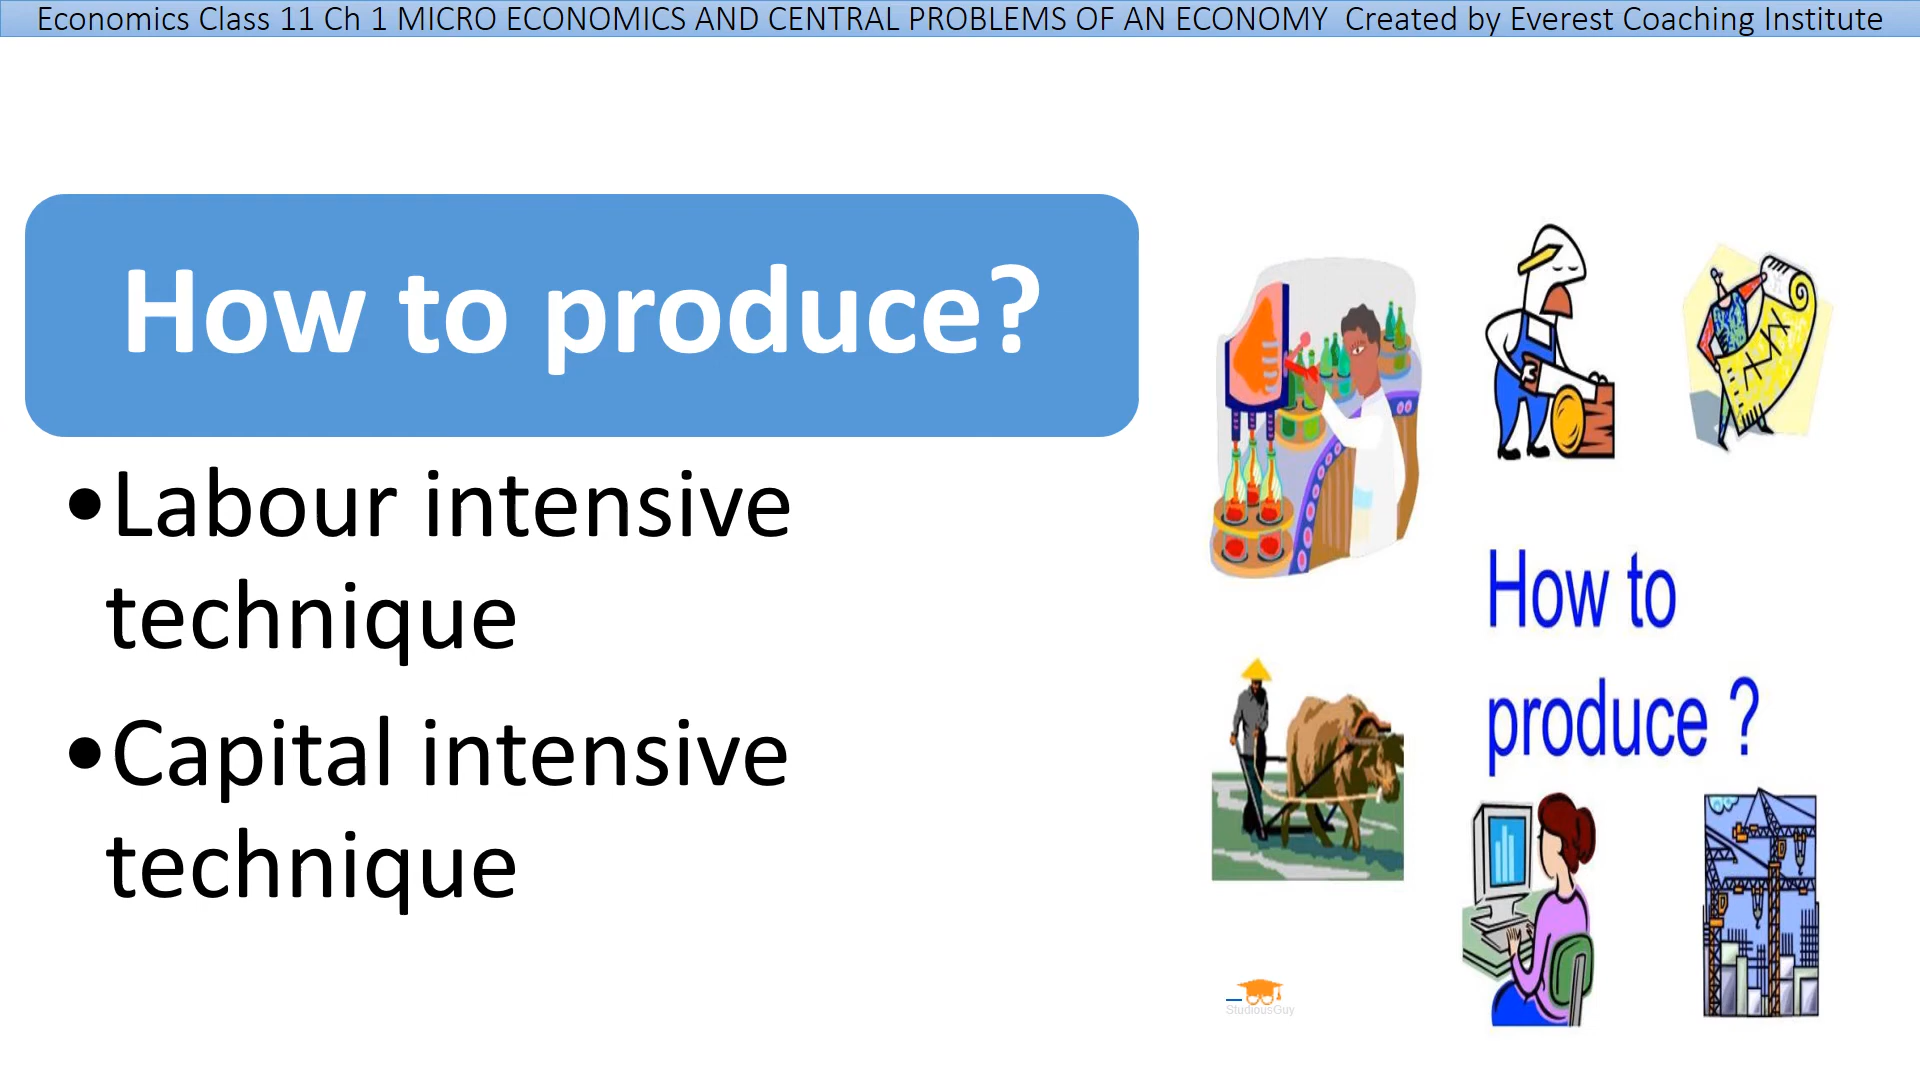 Economics Class 11 Ch 1 MICRO ECONOMICS AND CENTRAL PROBLEMS OF AN ECONOMY Created by Everest Coaching Institute
How to produce?
•Labour intensive
technique
•Capital intensive
technique
How to
produce ?
StudiousGuy